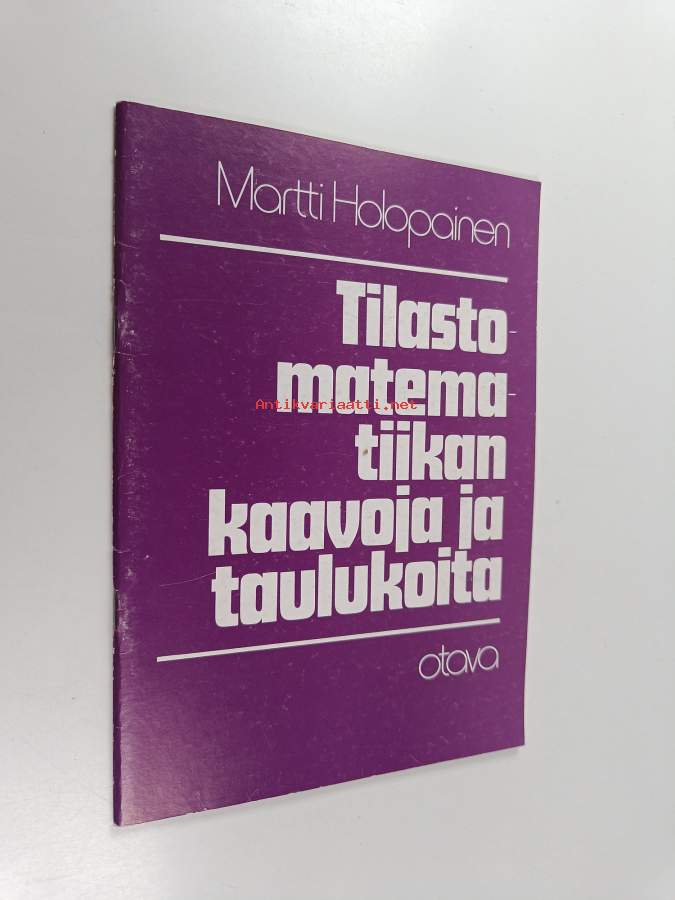 Martti Holopainen
Tilasto-
matema-
Antikvariaatti.net
tiikan
kaavoja ja
taulukoita
otava